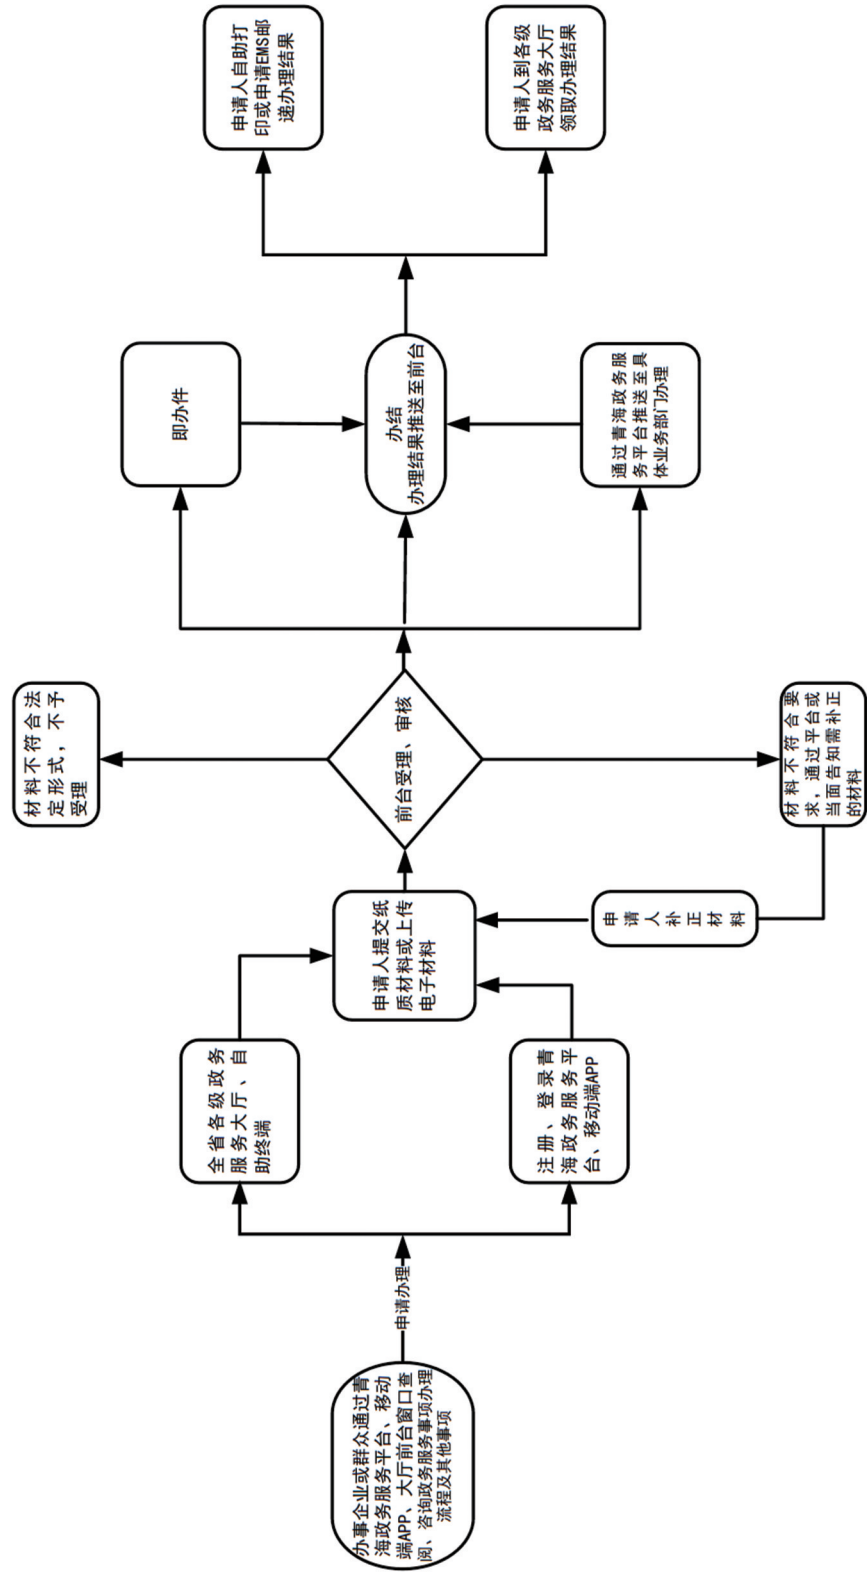 办事企业或群众通过青
海政务服务平台、移动
端APP、大厅前台窗口查
阅、咨询政务服务事项办理
流程及其他事项
申请办理
全省各级政务
服务大厅、自
助终端
注册、登录青
海政务服务平
台、移动端APP
申请人提交纸
质材料或上传
电子材料
申请人补正材料
前台受理、审核
材料不符合法
定形式，不予
受理
材料不符合要
求，通过平台或
当面告知需补正
的材料
即办件
办结
办理结果推送至前台
通过青海政务服
务平台推送至具
体业务部门办理
申请人自助打
印或申请EMS邮
递办理结果
申请人到各级
政务服务大厅
领取办理结果